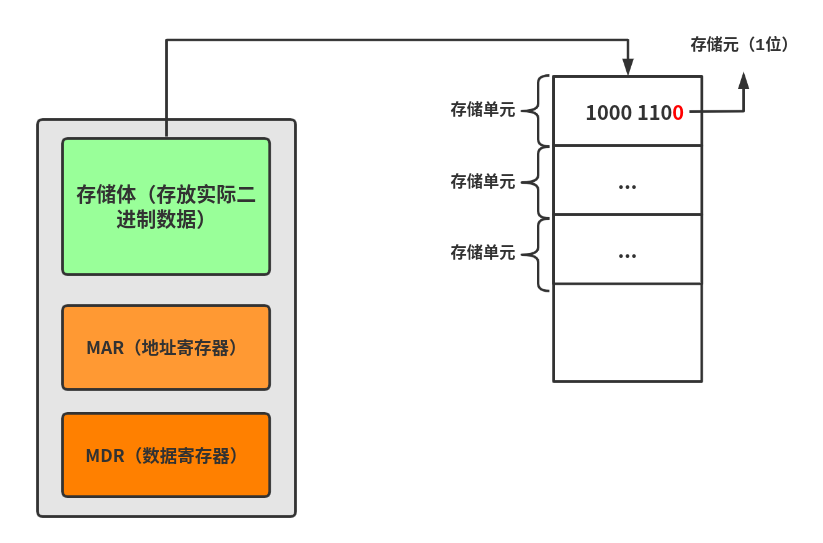 存储元（1位）
存储单元
1000 1100
存储单元
...
存储单元
...
存储体（存放实际二
进制数据）
MAR（地址寄存器）
MDR（数据寄存器）